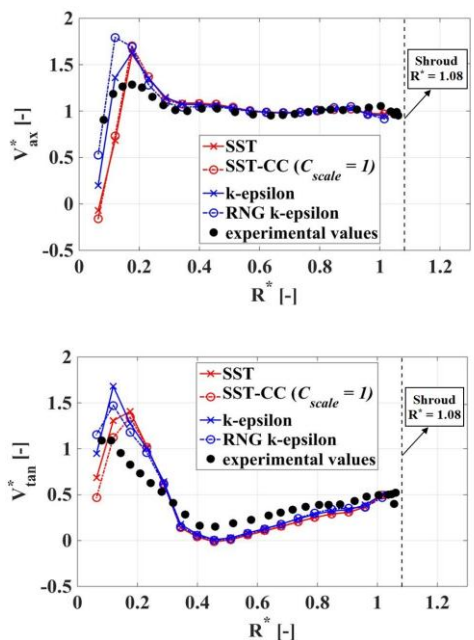 2
1.5
1
0.5
0
-0.5
V*ax [-]
Shroud
R* = 1.08
SST
SST-CC (Cscale = 1)
k-epsilon
RNG k-epsilon
experimental values
0 0.2 0.4 0.6 0.8 1 1.2
R* [-]
2
1.5
1
0.5
0
-0.5
V*tan [-]
Shroud
R* = 1.08
SST
SST-CC (Cscale = 1)
k-epsilon
RNG k-epsilon
experimental values
0 0.2 0.4 0.6 0.8 1 1.2
R* [-]